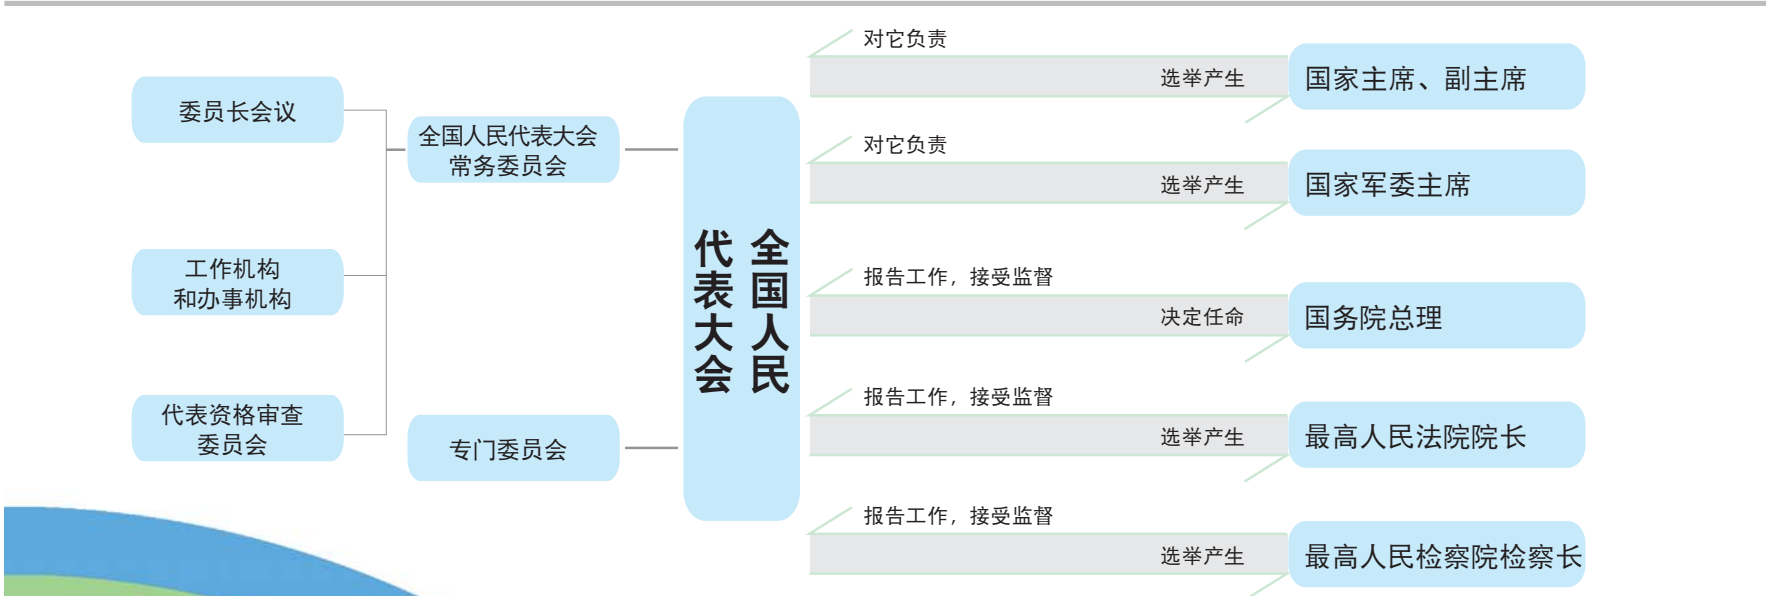 委员长会议
工作机构
和办事机构
代表资格审查
委员会
全国人民代表大会
常务委员会
专门委员会
全国人民
代表大会
对它负责
选举产生
国家主席、副主席
对它负责
选举产生
国家军委主席
报告工作，接受监督
决定任命
国务院总理
报告工作，接受监督
选举产生
最高人民法院院长
报告工作，接受监督
选举产生
最高人民检察院检察长